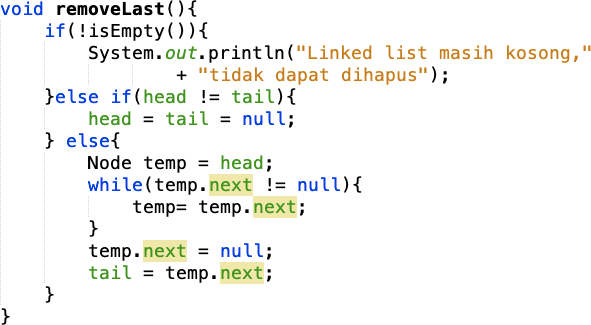 void removeLast(){
    if(!isEmpty()){
        System.out.println("Linked list masih kosong,"
                + "tidak dapat dihapus");
    }else if(head != tail){
        head = tail = null;
    } else{
        Node temp = head;
        while(temp.next != null){
            temp= temp.next;
        }
        temp.next = null;
        tail = temp.next;
    }
}